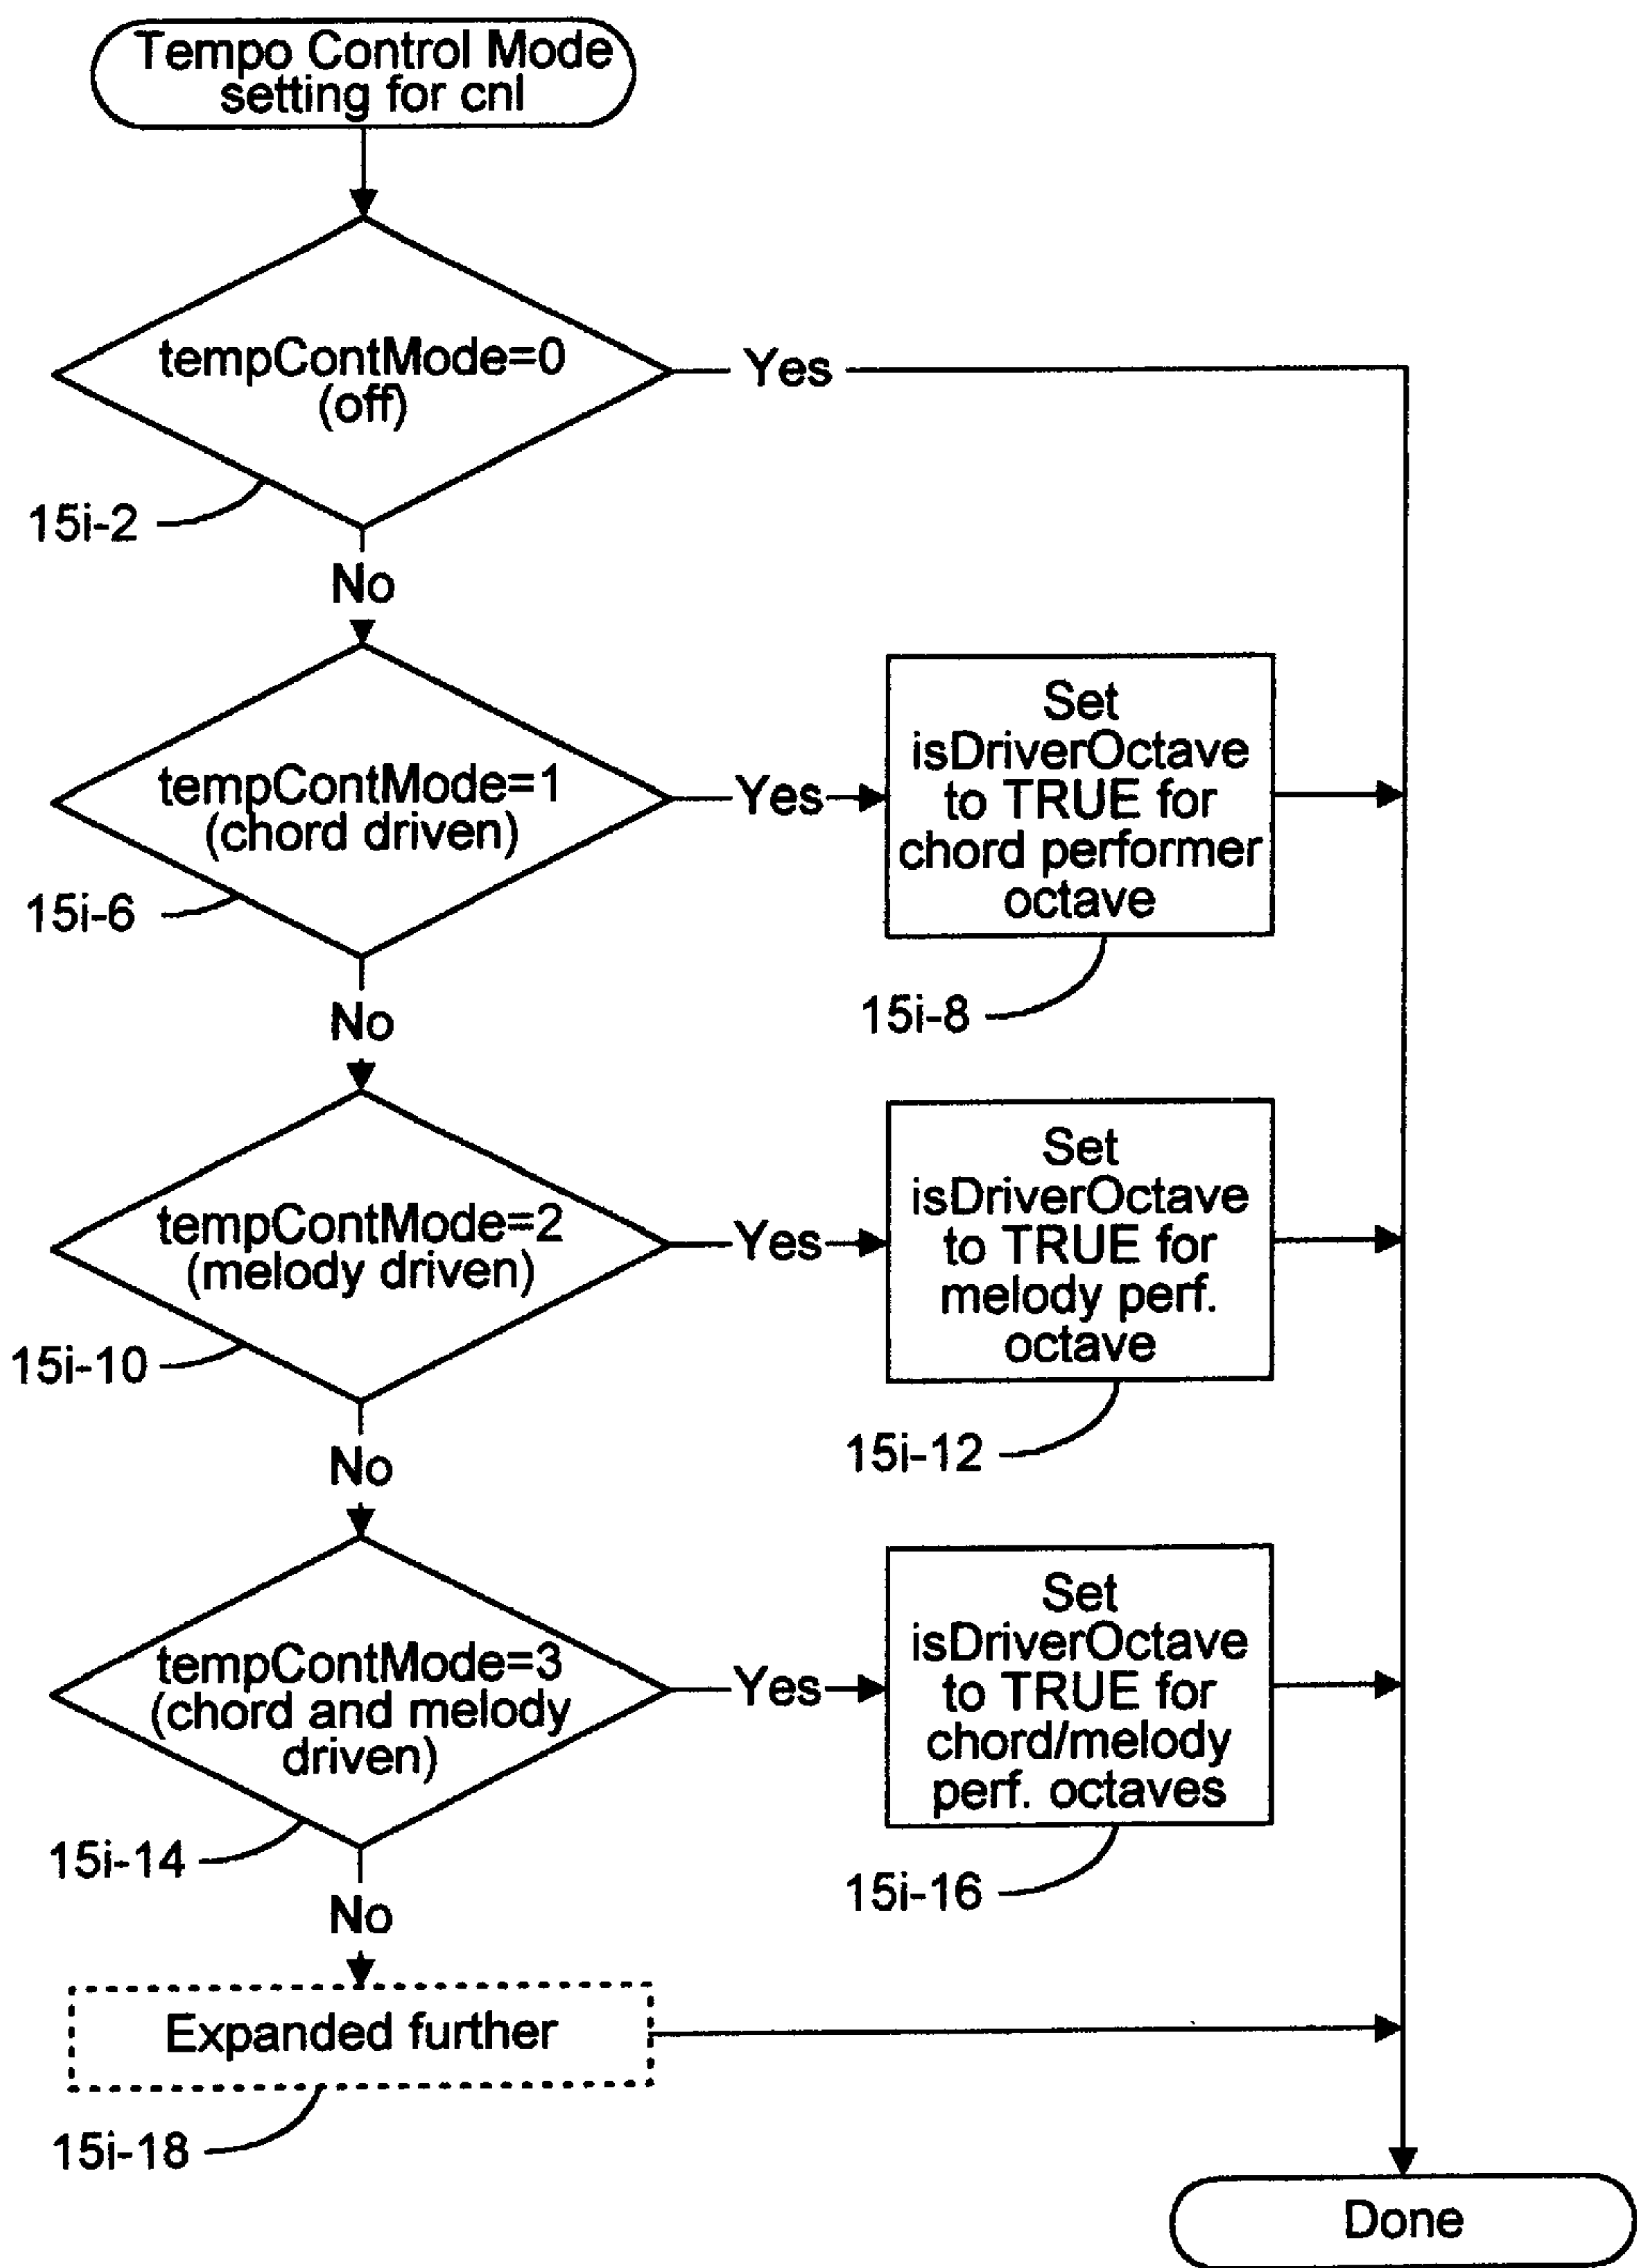 Tempo Control Mode
setting for cnl
tempContMode=0
(off)
Yes
15i-2
No
tempContMode=1
(chord driven)
Yes
Set
isDriverOctave
to TRUE for
chord performer
octave
15i-6
15i-8
No
tempContMode=2
(melody driven)
Yes
Set
isDriverOctave
to TRUE for
melody perf.
octave
15i-10
15i-12
No
tempContMode=3
(chord and melody
driven)
Yes
Set
isDriverOctave
to TRUE for
chord/melody
perf. octaves
15i-14
15i-16
No
Expanded further
15i-18
Done